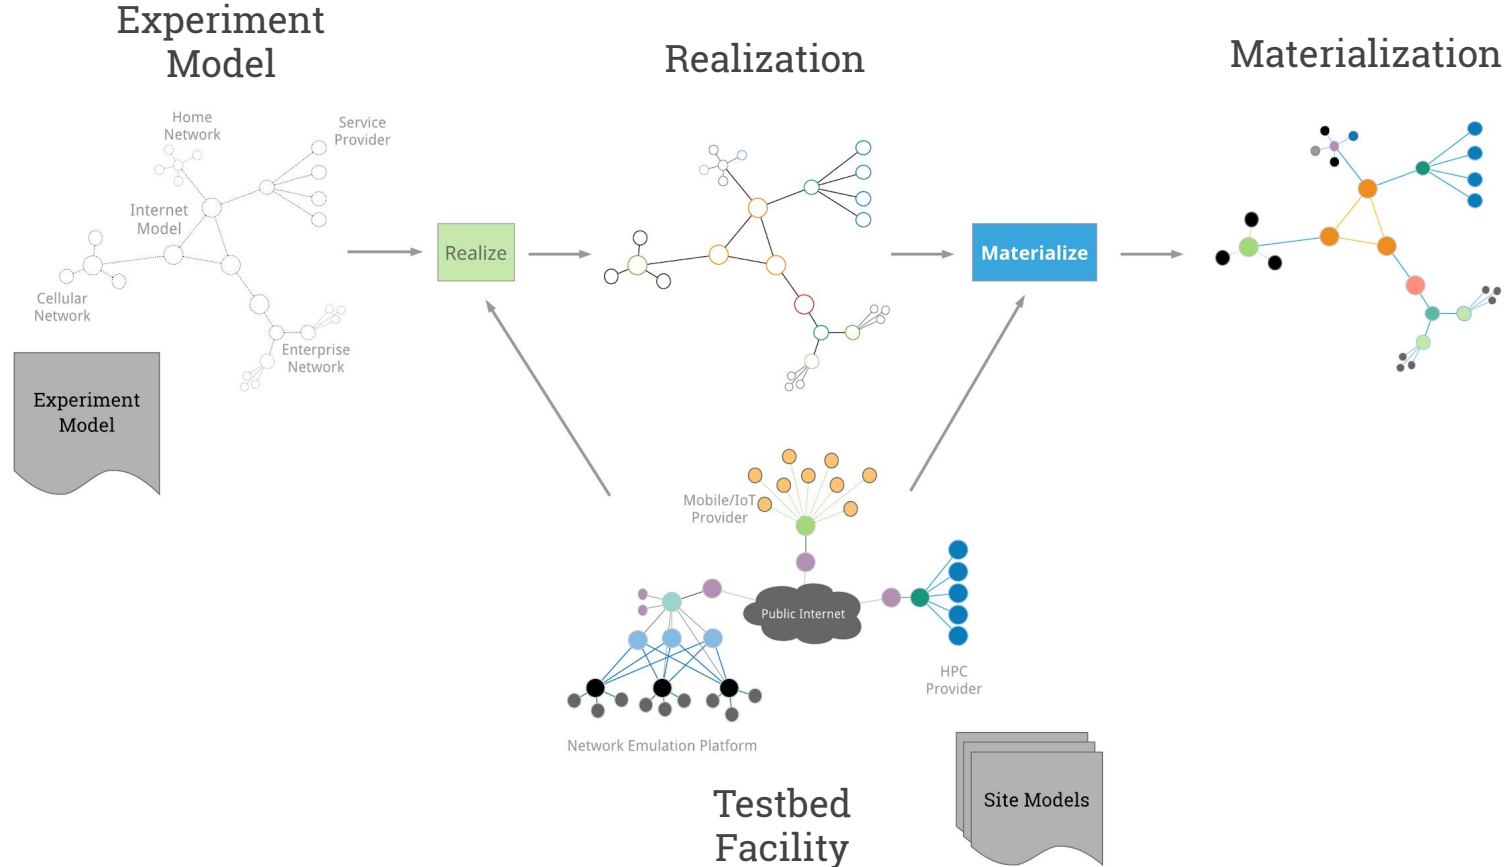 Experiment
Model
Realization
Materialization
Home
Network
Service
Provider
Internet
Model
Cellular
Network
Enterprise
Network
Realize
Materialize
Experiment
Model
Mobile/IoT
Provider
Public Internet
HPC
Provider
Network Emulation Platform
Testbed
Facility
Site Models